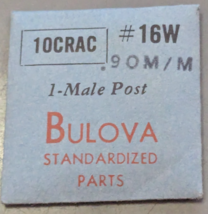 10CRAC #16W
.90M/M
1-Male Post
BULOVA
STANDARDIZED
PARTS